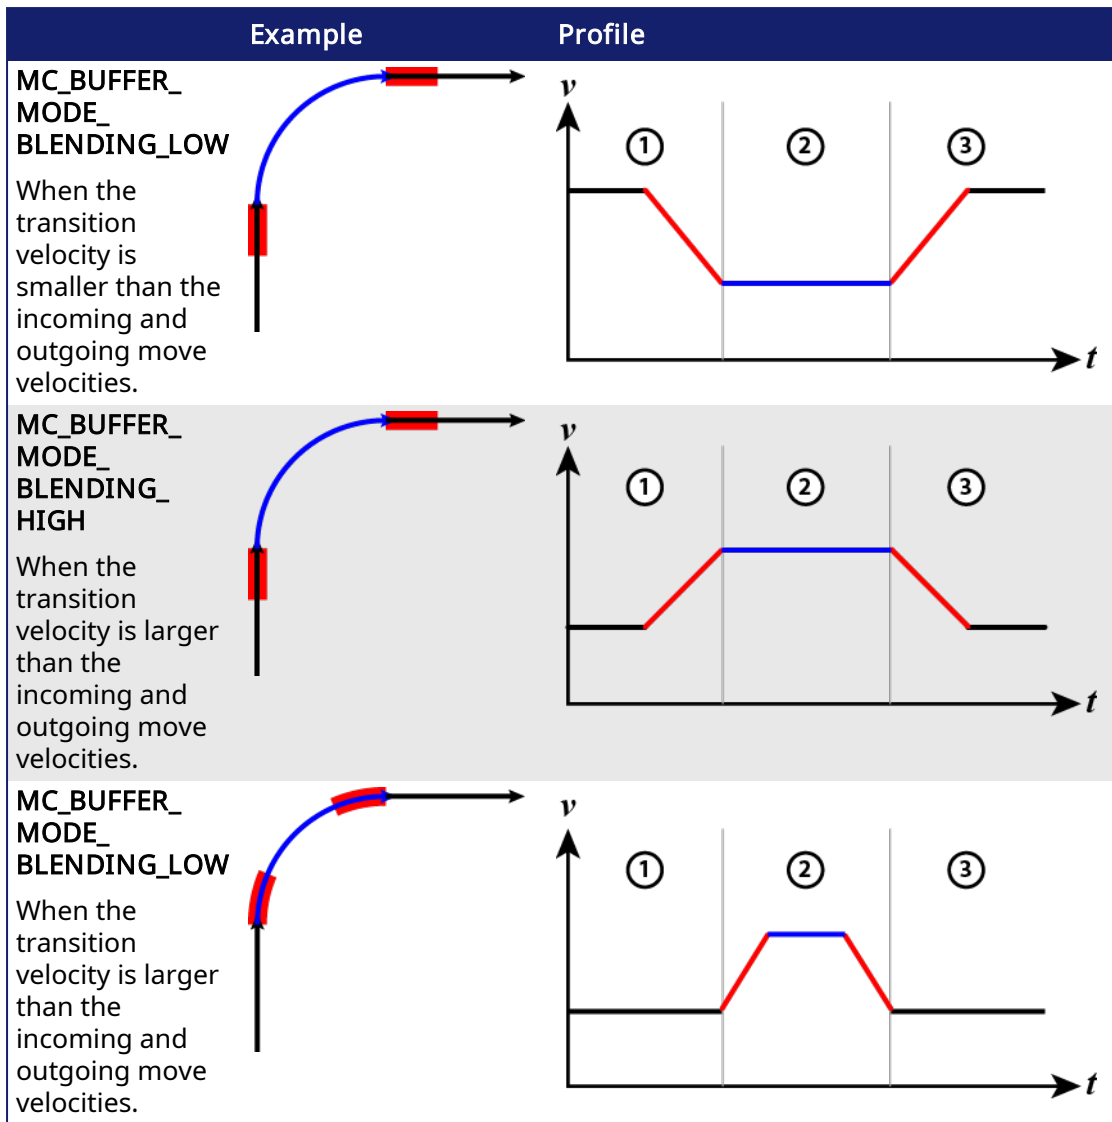 Example Profile
MC_BUFFER_
MODE_
BLENDING_LOW
When the
transition
velocity is
smaller than the
incoming and
outgoing move
velocities.
v
1 2 3
t
MC_BUFFER_
MODE_
BLENDING_
HIGH
When the
transition
velocity is larger
than the
incoming and
outgoing move
velocities.
v
1 2 3
t
MC_BUFFER_
MODE_
BLENDING_LOW
When the
transition
velocity is larger
than the
incoming and
outgoing move
velocities.
v
1 2 3
t